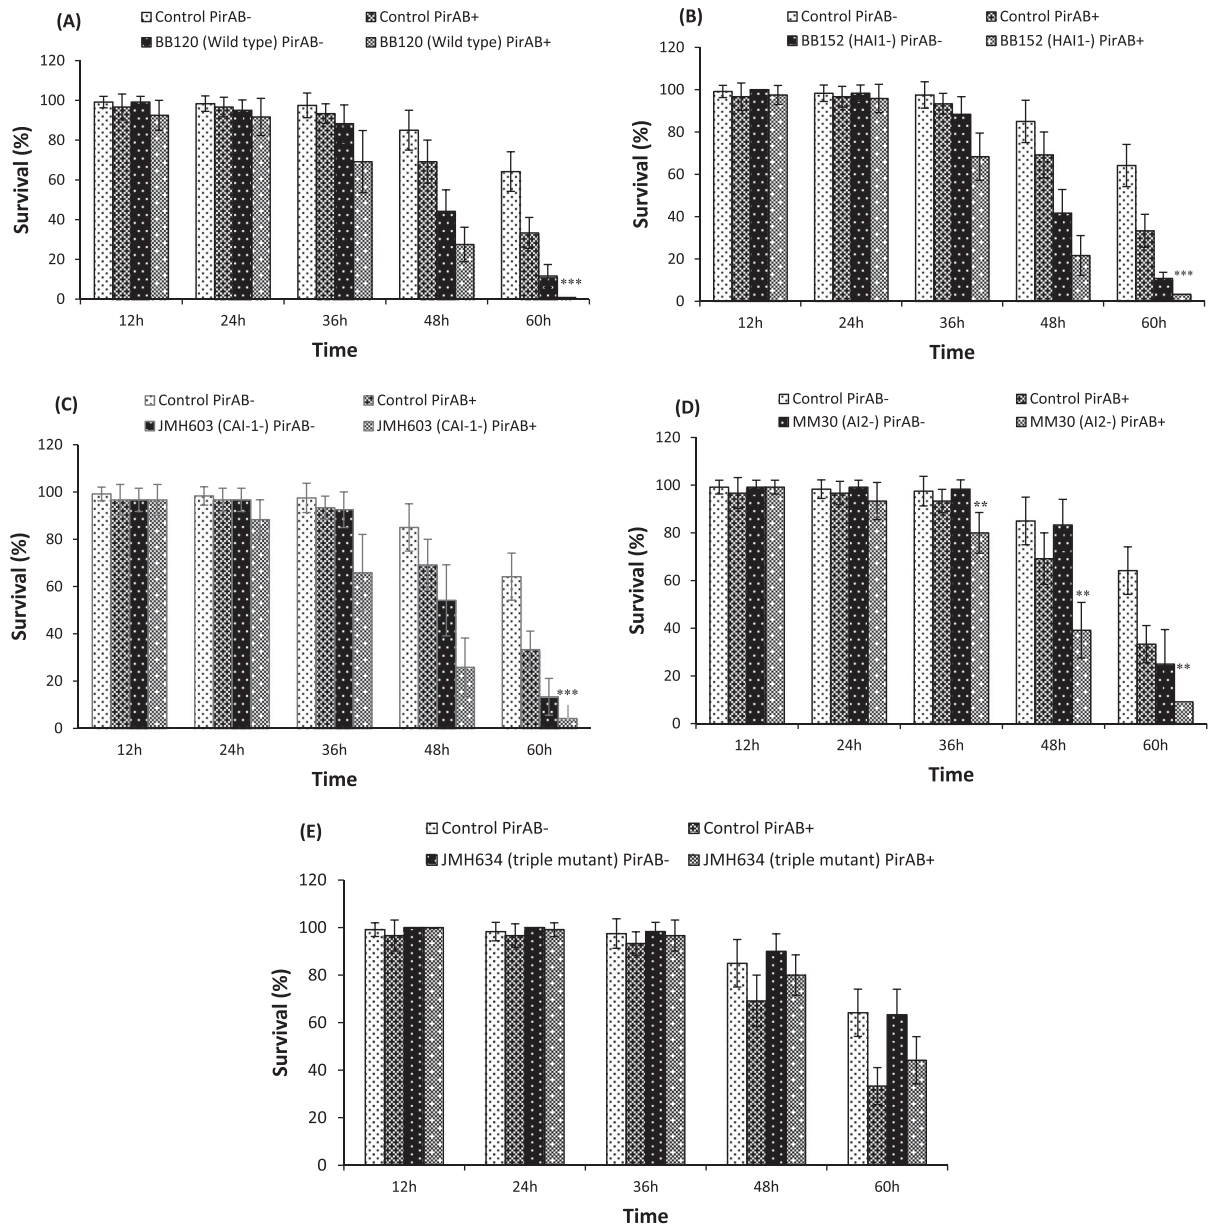 (A)
Control PirAB- Control PirAB+
BB120 (Wild type) PirAB- BB120 (Wild type) PirAB+
120
100
80
60
40
20
0
Survival (%)
***
12h 24h 36h 48h 60h
Time
(B)
Control PirAB- Control PirAB+
BB152 (HAI1-) PirAB- BB152 (HAI1-) PirAB+
120
100
80
60
40
20
0
Survival (%)
***
12h 24h 36h 48h 60h
Time
(C)
Control PirAB- Control PirAB+
JMH603 (CAI-1-) PirAB- JMH603 (CAI-1-) PirAB+
120
100
80
60
40
20
0
Survival (%)
***
12h 24h 36h 48h 60h
Time
(D)
Control PirAB- Control PirAB+
MM30 (AI2-) PirAB- MM30 (AI2-) PirAB+
120
100
80
60
40
20
0
Survival (%)
**
**
**
12h 24h 36h 48h 60h
Time
(E)
Control PirAB- Control PirAB+
JMH634 (triple mutant) PirAB- JMH634 (triple mutant) PirAB+
120
100
80
60
40
20
0
Survival (%)
12h 24h 36h 48h 60h
Time